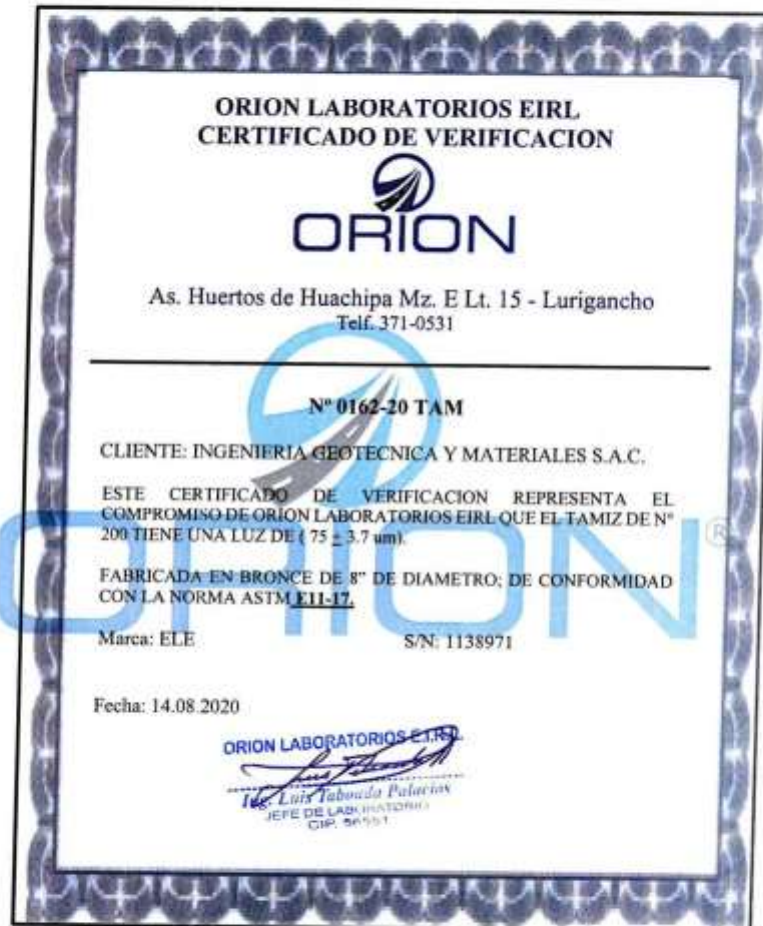 ORION LABORATORIOS EIRL
CERTIFICADO DE VERIFICACION
ORION
As. Huertos de Huachipa Mz. E Lt. 15 - Lurigancho
Telf. 371-0531
Nº 0162-20 TAM
CLIENTE: INGENIERIA GEOTECNICA Y MATERIALES S.A.C.
ESTE CERTIFICADO DE VERIFICACION REPRESENTA EL
COMPROMISO DE ORION LABORATORIOS EIRL QUE EL TAMIZ DE Nº
200 TIENE UNA LUZ DE ( 75 ± 3.7 um).
FABRICADA EN BRONCE DE 8” DE DIAMETRO; DE CONFORMIDAD
CON LA NORMA ASTM E11-17.
ORION®
Marca: ELE S/N: 1138971
Fecha: 14.08.2020
ORION LABORATORIOS E.I.R.L.
Ing. Luis Taboada Palacios
JEFE DE LABORATORIO
CIP.